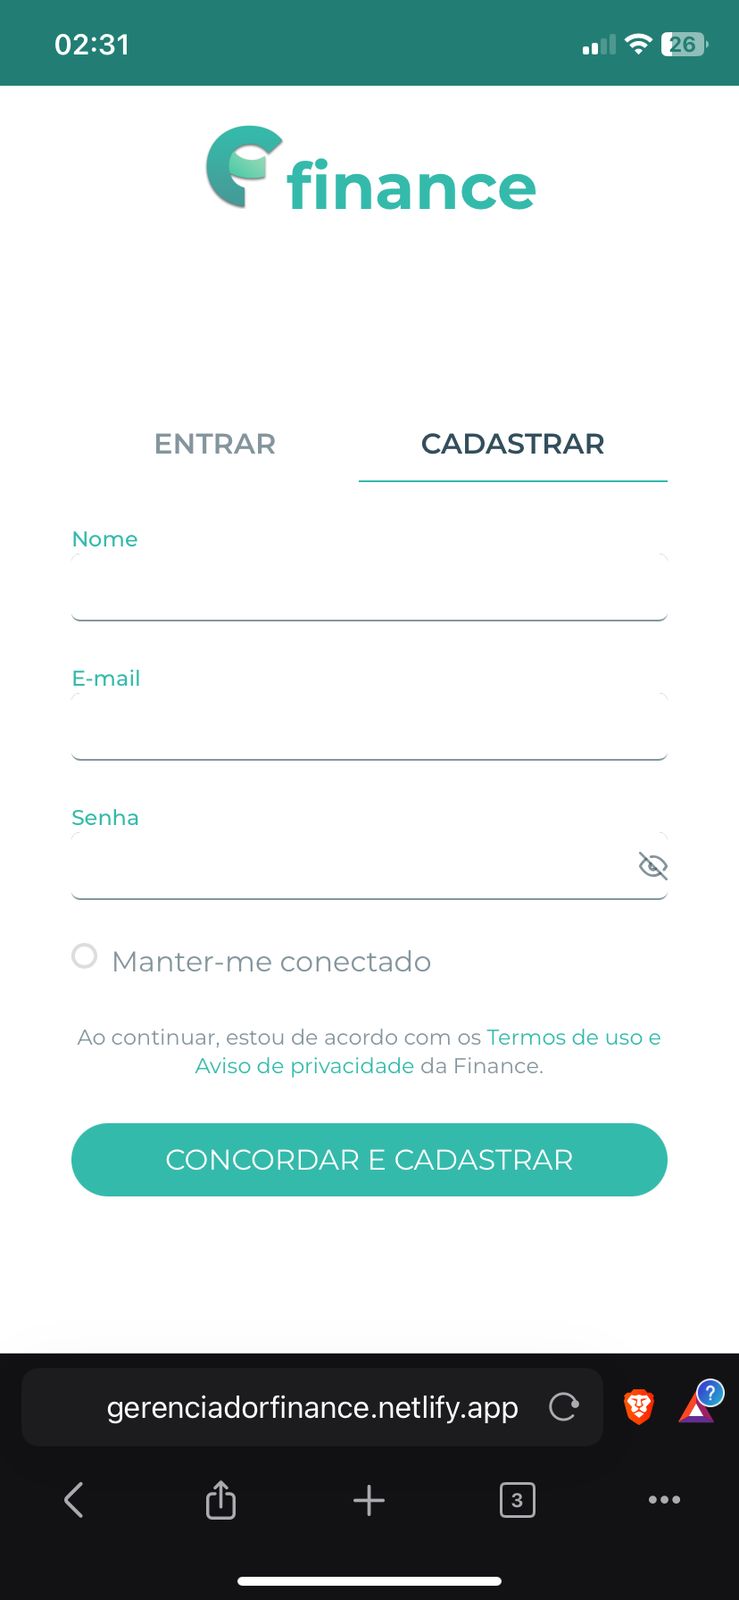 02:31
26
finance
ENTRAR
CADASTRAR
Nome
E-mail
Senha
Manter-me conectado
Ao continuar, estou de acordo com os Termos de uso e
Aviso de privacidade da Finance.
CONCORDAR E CADASTRAR
gerenciadorfinance.netlify.app
?
3